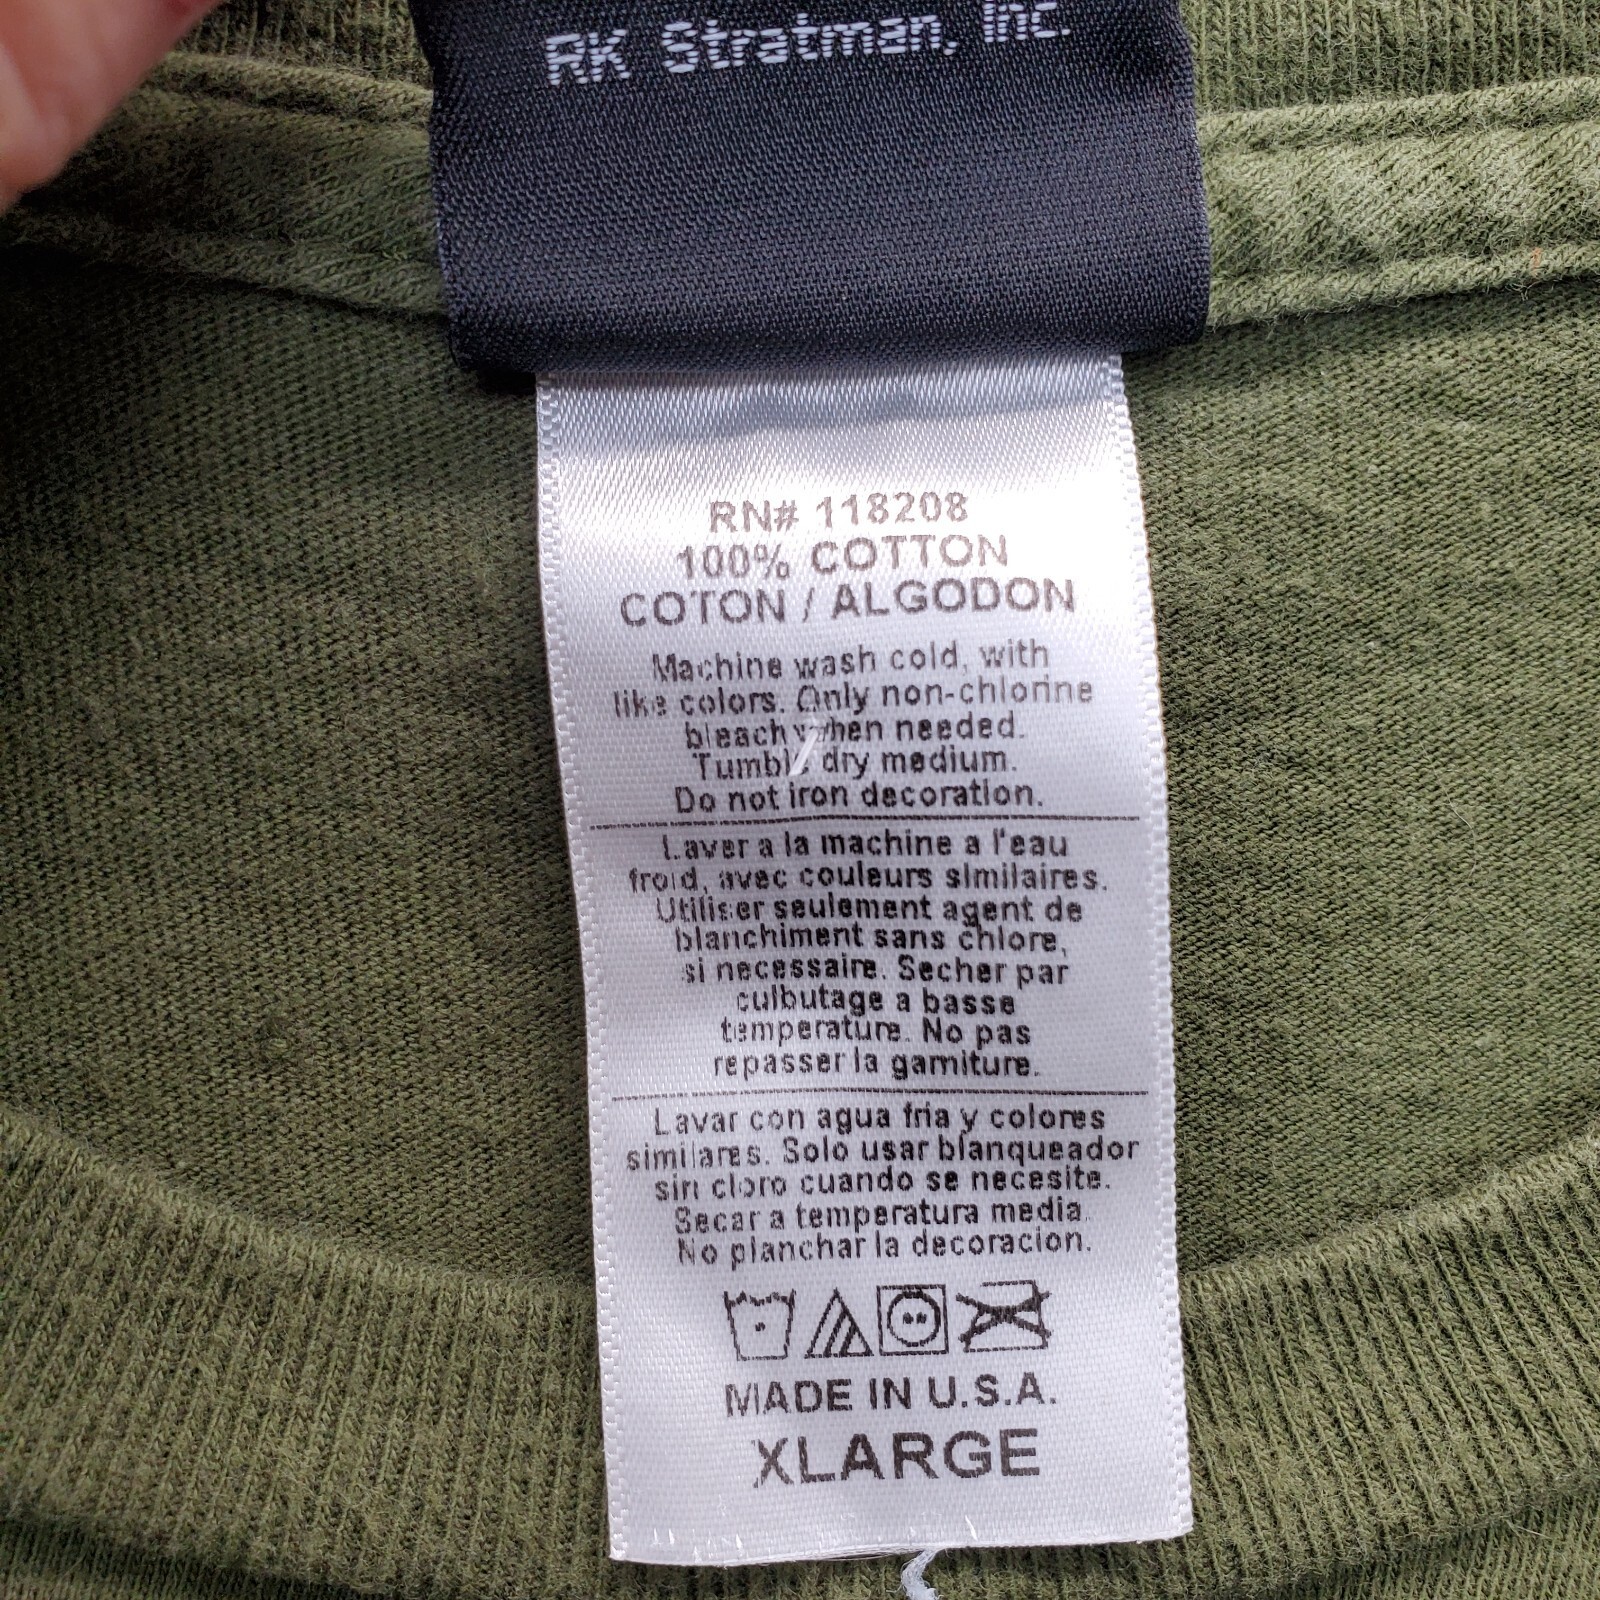 RK Stratman, Inc.
RN# 118208
100% COTTON
COTON / ALGODON
Machine wash cold, with
like colors. Only non-chlorine
bleach when needed.
Tumble dry medium.
Do not iron decoration.
Laver a la machine a l'eau
froid, avec couleurs similaires.
Utiliser seulement agent de
blanchiment sans chlore,
si necessaire. Secher par
culbutage a basse
temperature. No pas
repasser la garniture.
Lavar con agua fria y colores
similares. Solo usar blanqueador
sin cloro cuando se necesite.
Secar a temperatura media.
No planchar la decoracion.
MADE IN U.S.A.
XLARGE